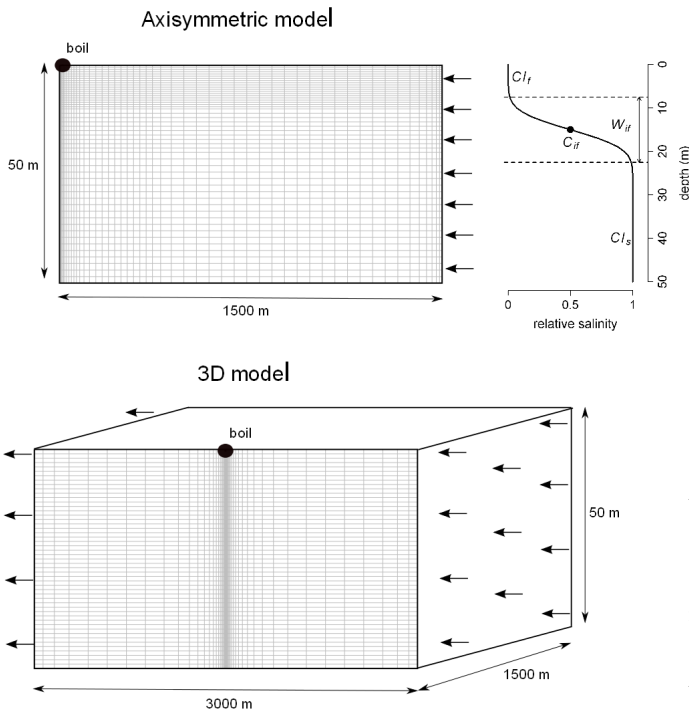 Axisymmetric model
boil
50 m
1500 m
Cl_f
W_if
C_if
Cl_s
0
10
20
30
40
50
depth (m)
0
0.5
1
relative salinity
3D model
boil
50 m
1500 m
3000 m